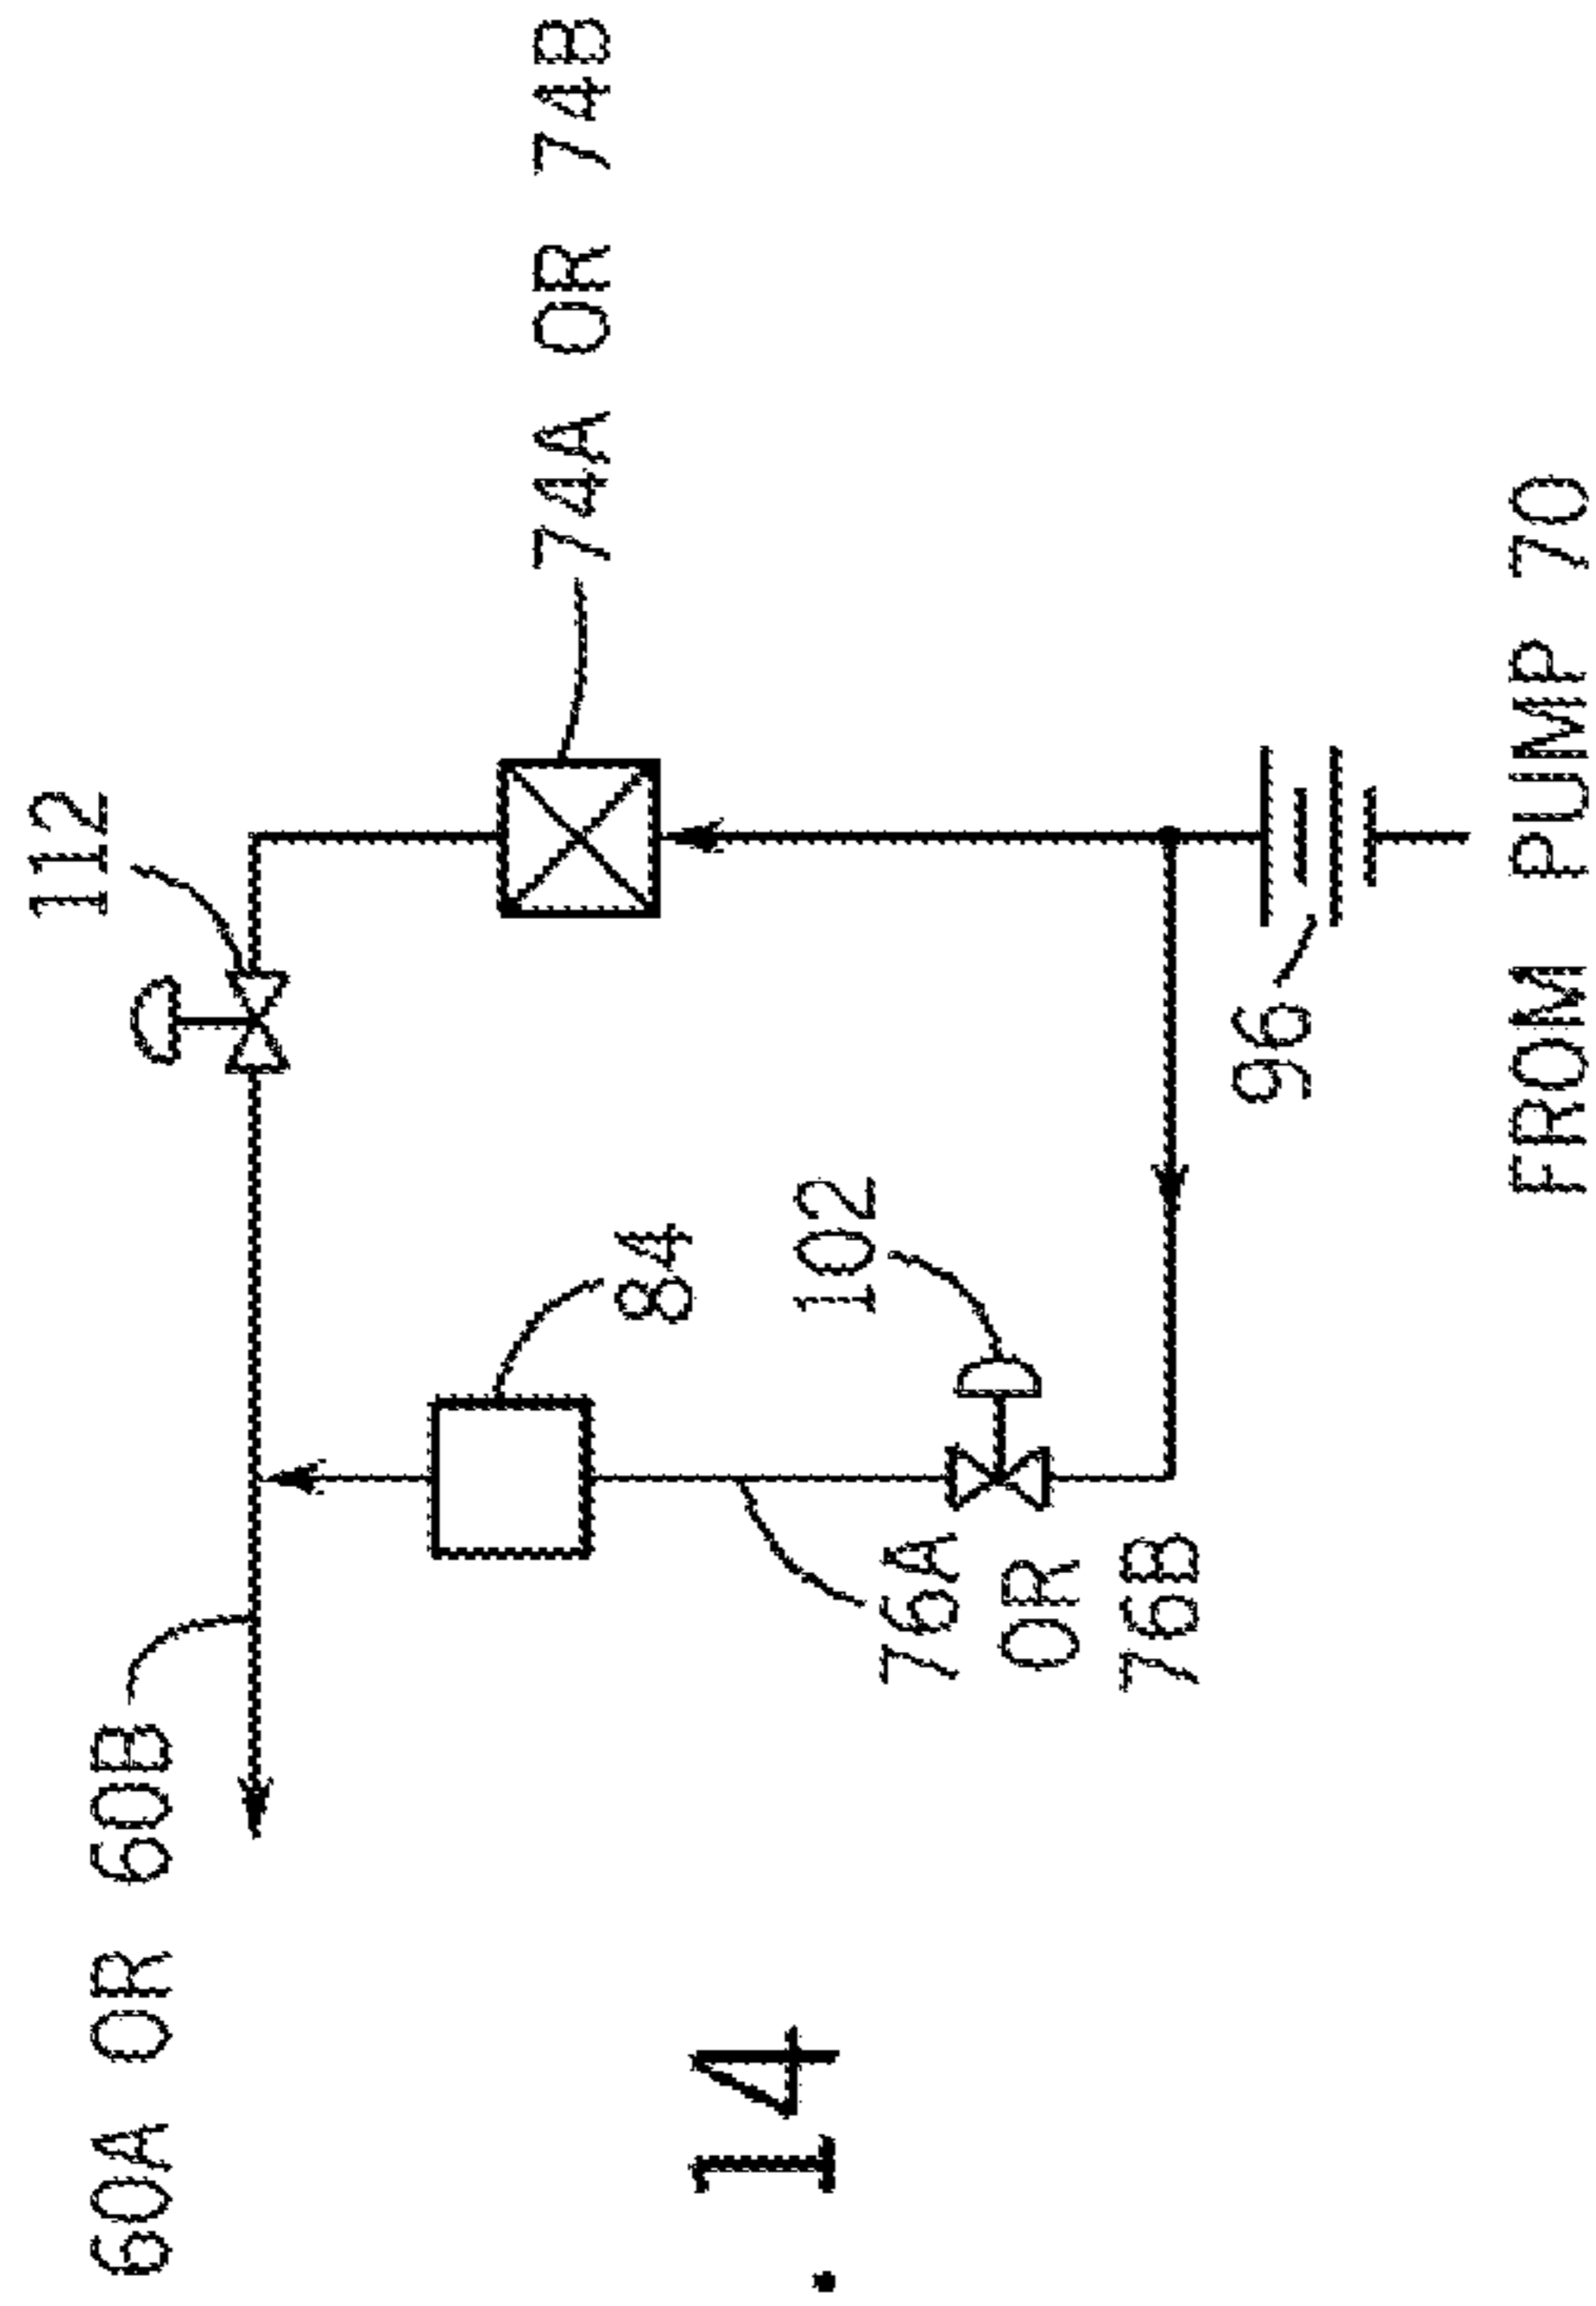 60A OR 60B
112
74A OR 74B
84
102
76A
OR
76B
96
FROM PUMP 70
. 14